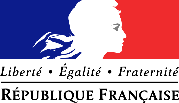 Liberté • Égalité • Fraternité
RÉPUBLIQUE FRANÇAISE